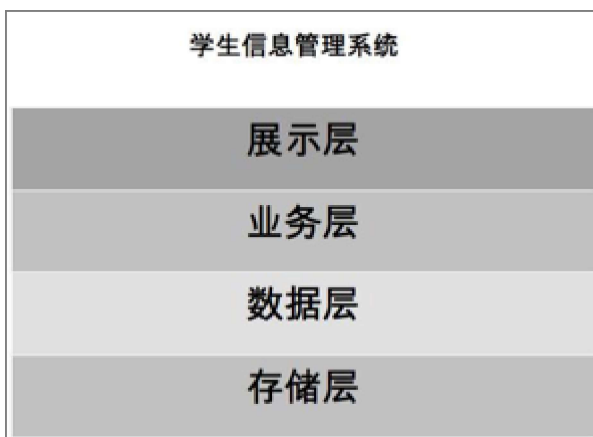 学生信息管理系统
展示层
业务层
数据层
存储层